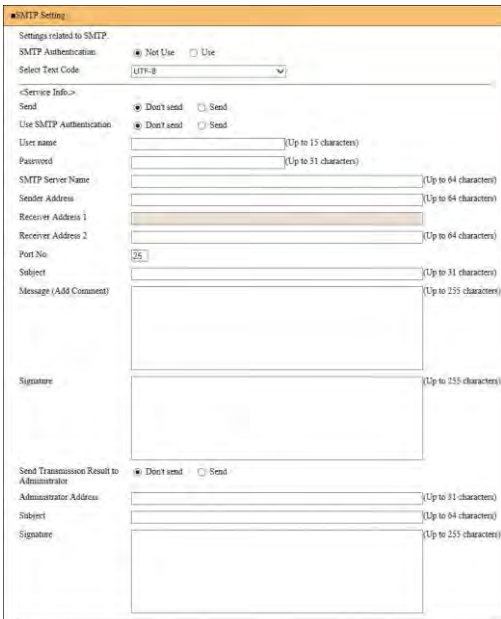 ■SMTP Setting
Settings related to SMTP.
SMTP Authentication Not Use Use
Select Text Code UTF-8
<Service Info.>
Send Don't send Send
Use SMTP Authentication Don't send Send
User name (Up to 15 characters)
Password (Up to 31 characters)
SMTP Server Name (Up to 64 characters)
Sender Address (Up to 64 characters)
Receiver Address 1
Receiver Address 2 (Up to 64 characters)
Port No. 25
Subject (Up to 31 characters)
Message (Add Comment) (Up to 255 characters)
Signature (Up to 255 characters)
Send Transmission Result to Don't send Send
Administrator
Administrator Address (Up to 31 characters)
Subject (Up to 64 characters)
Signature (Up to 255 characters)